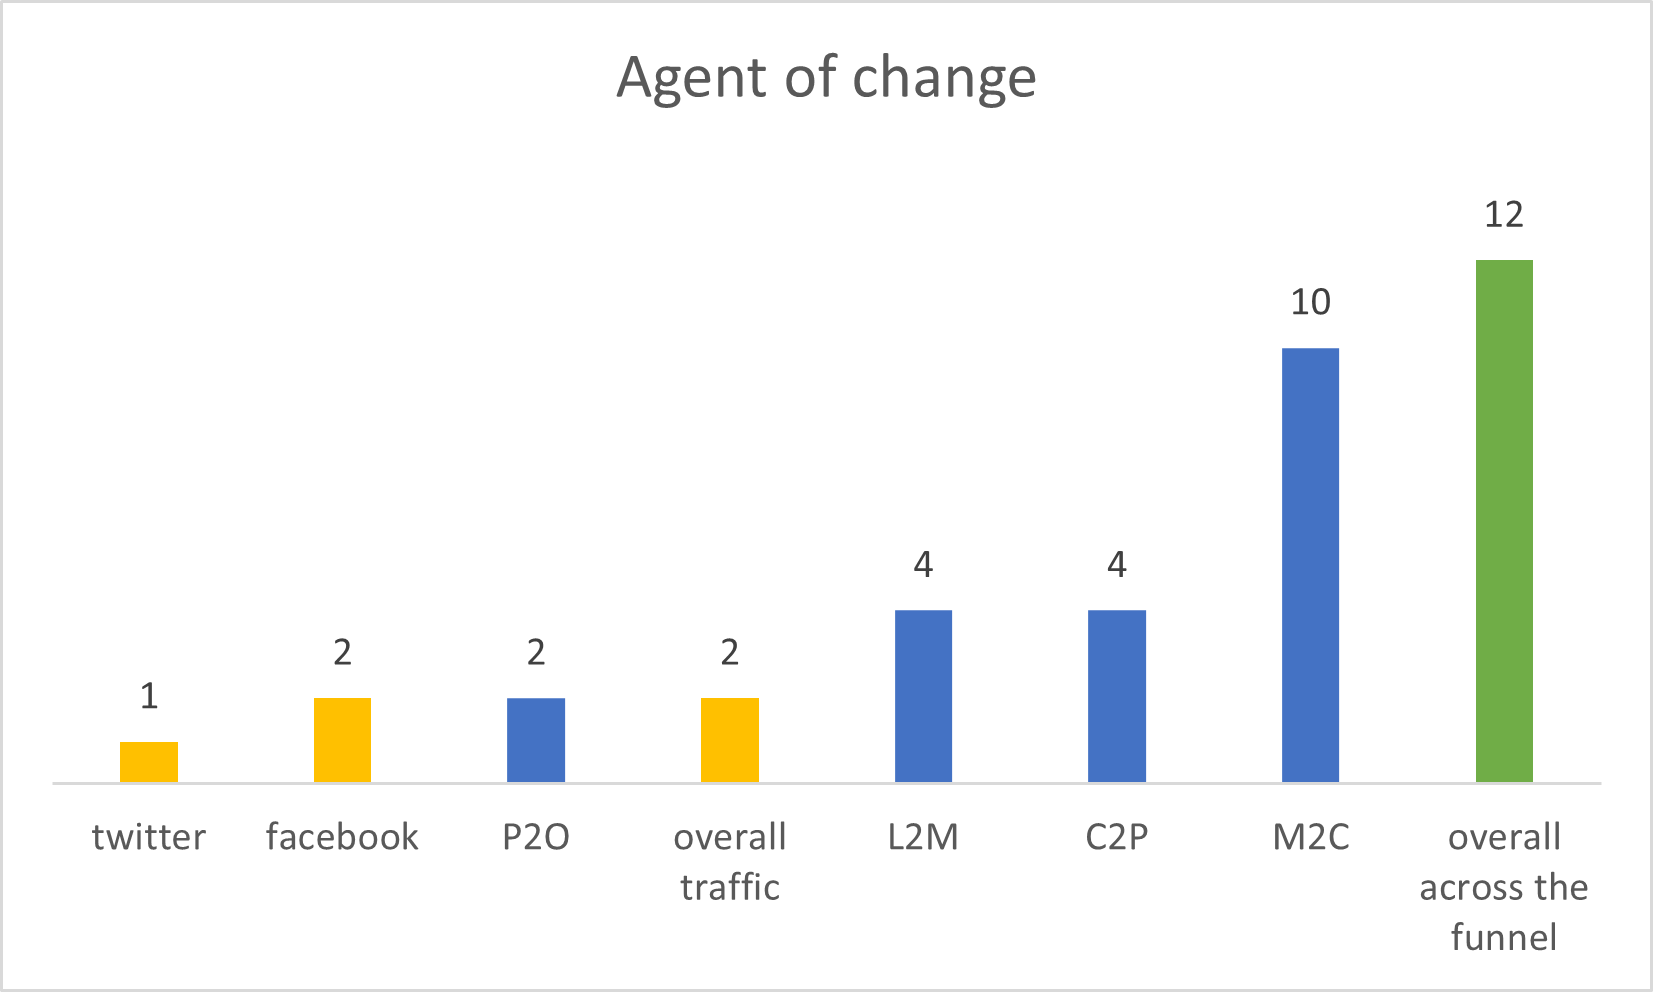 Agent of change
12
10
4
4
2
2
2
1
twitter
facebook
P2O
overall
traffic
L2M
C2P
M2C
overall
across the
funnel